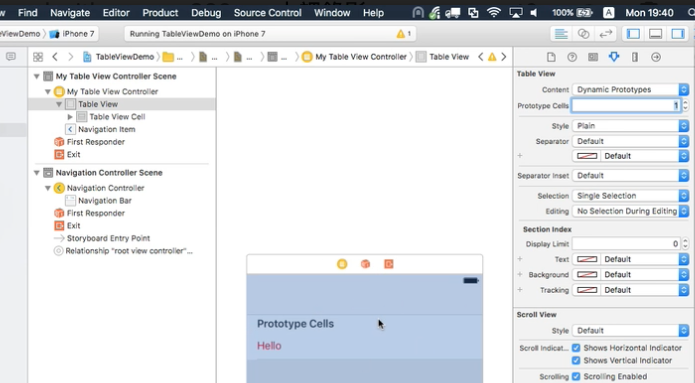 Find Navigate Editor Product Debug Source Control Window Help 100% Mon 19:40
iPhone 7 Running TableViewDemo on iPhone 7 1
TableViewDemo My Table View Controller Table View
My Table View Controller Scene
My Table View Controller
Table View
Table View Cell
Navigation Item
First Responder
Exit
Navigation Controller Scene
Navigation Controller
Navigation Bar
First Responder
Exit
Storyboard Entry Point
Relationship "root view controller"...
Prototype Cells
Hello
Table View
Content Dynamic Prototypes
Prototype Cells 1
Style Plain
Separator Default
Default
Separator Inset Default
Selection Single Selection
Editing No Selection During Editing
Section Index
Display Limit 0
Text Default
Background Default
Tracking Default
Scroll View
Style Default
Scroll Indicat... Shows Horizontal Indicator
Shows Vertical Indicator
Scrolling Scrolling Enabled